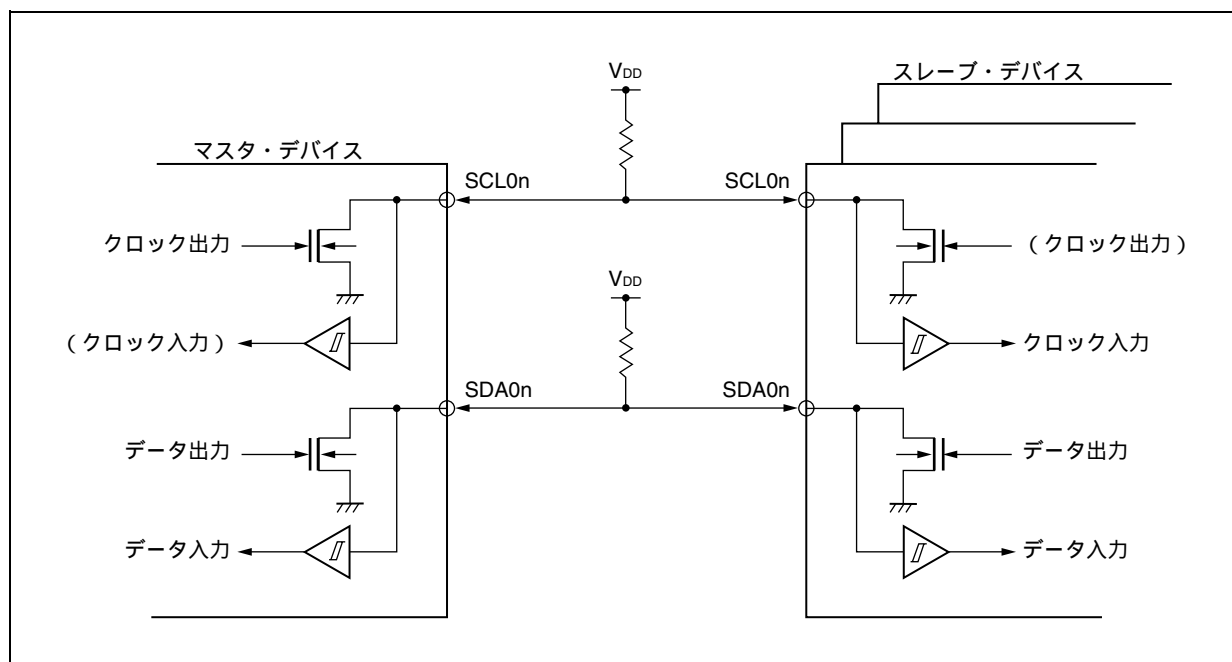 スレーブ・デバイス
VDD
マスタ・デバイス
SCL0n
SCL0n
クロック出力
(クロック出力)
VDD
(クロック入力)
クロック入力
SDA0n
SDA0n
データ出力
データ出力
データ入力
データ入力